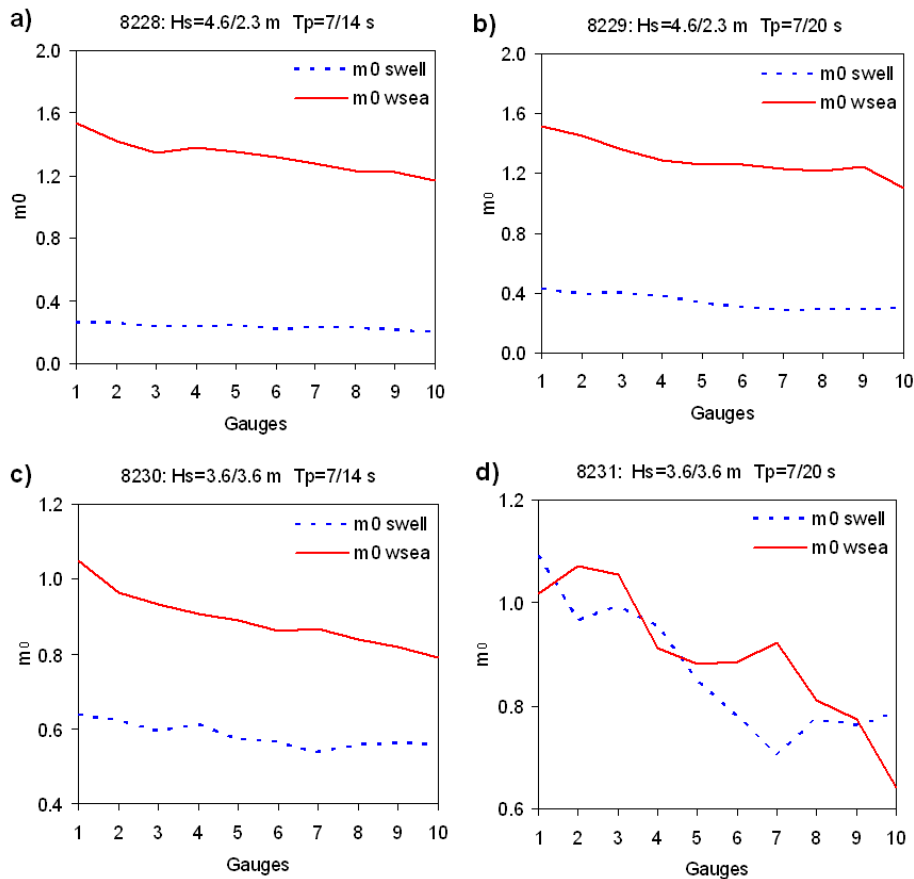 a) 8228: Hs=4.6/2.3 m Tp=7/14 s
2.0
1.6
1.2
0.8
0.4
0.0
m0
m0 swell
m0 wsea
1 2 3 4 5 6 7 8 9 10
Gauges
b) 8229: Hs=4.6/2.3 m Tp=7/20 s
2.0
1.6
1.2
0.8
0.4
0.0
m0
m0 swell
m0 wsea
1 2 3 4 5 6 7 8 9 10
Gauges
c) 8230: Hs=3.6/3.6 m Tp=7/14 s
1.2
1.0
0.8
0.6
0.4
m0
m0 swell
m0 wsea
1 2 3 4 5 6 7 8 9 10
Gauges
d) 8231: Hs=3.6/3.6 m Tp=7/20 s
1.2
1.0
0.8
0.6
m0
m0 swell
m0 wsea
1 2 3 4 5 6 7 8 9 10
Gauges